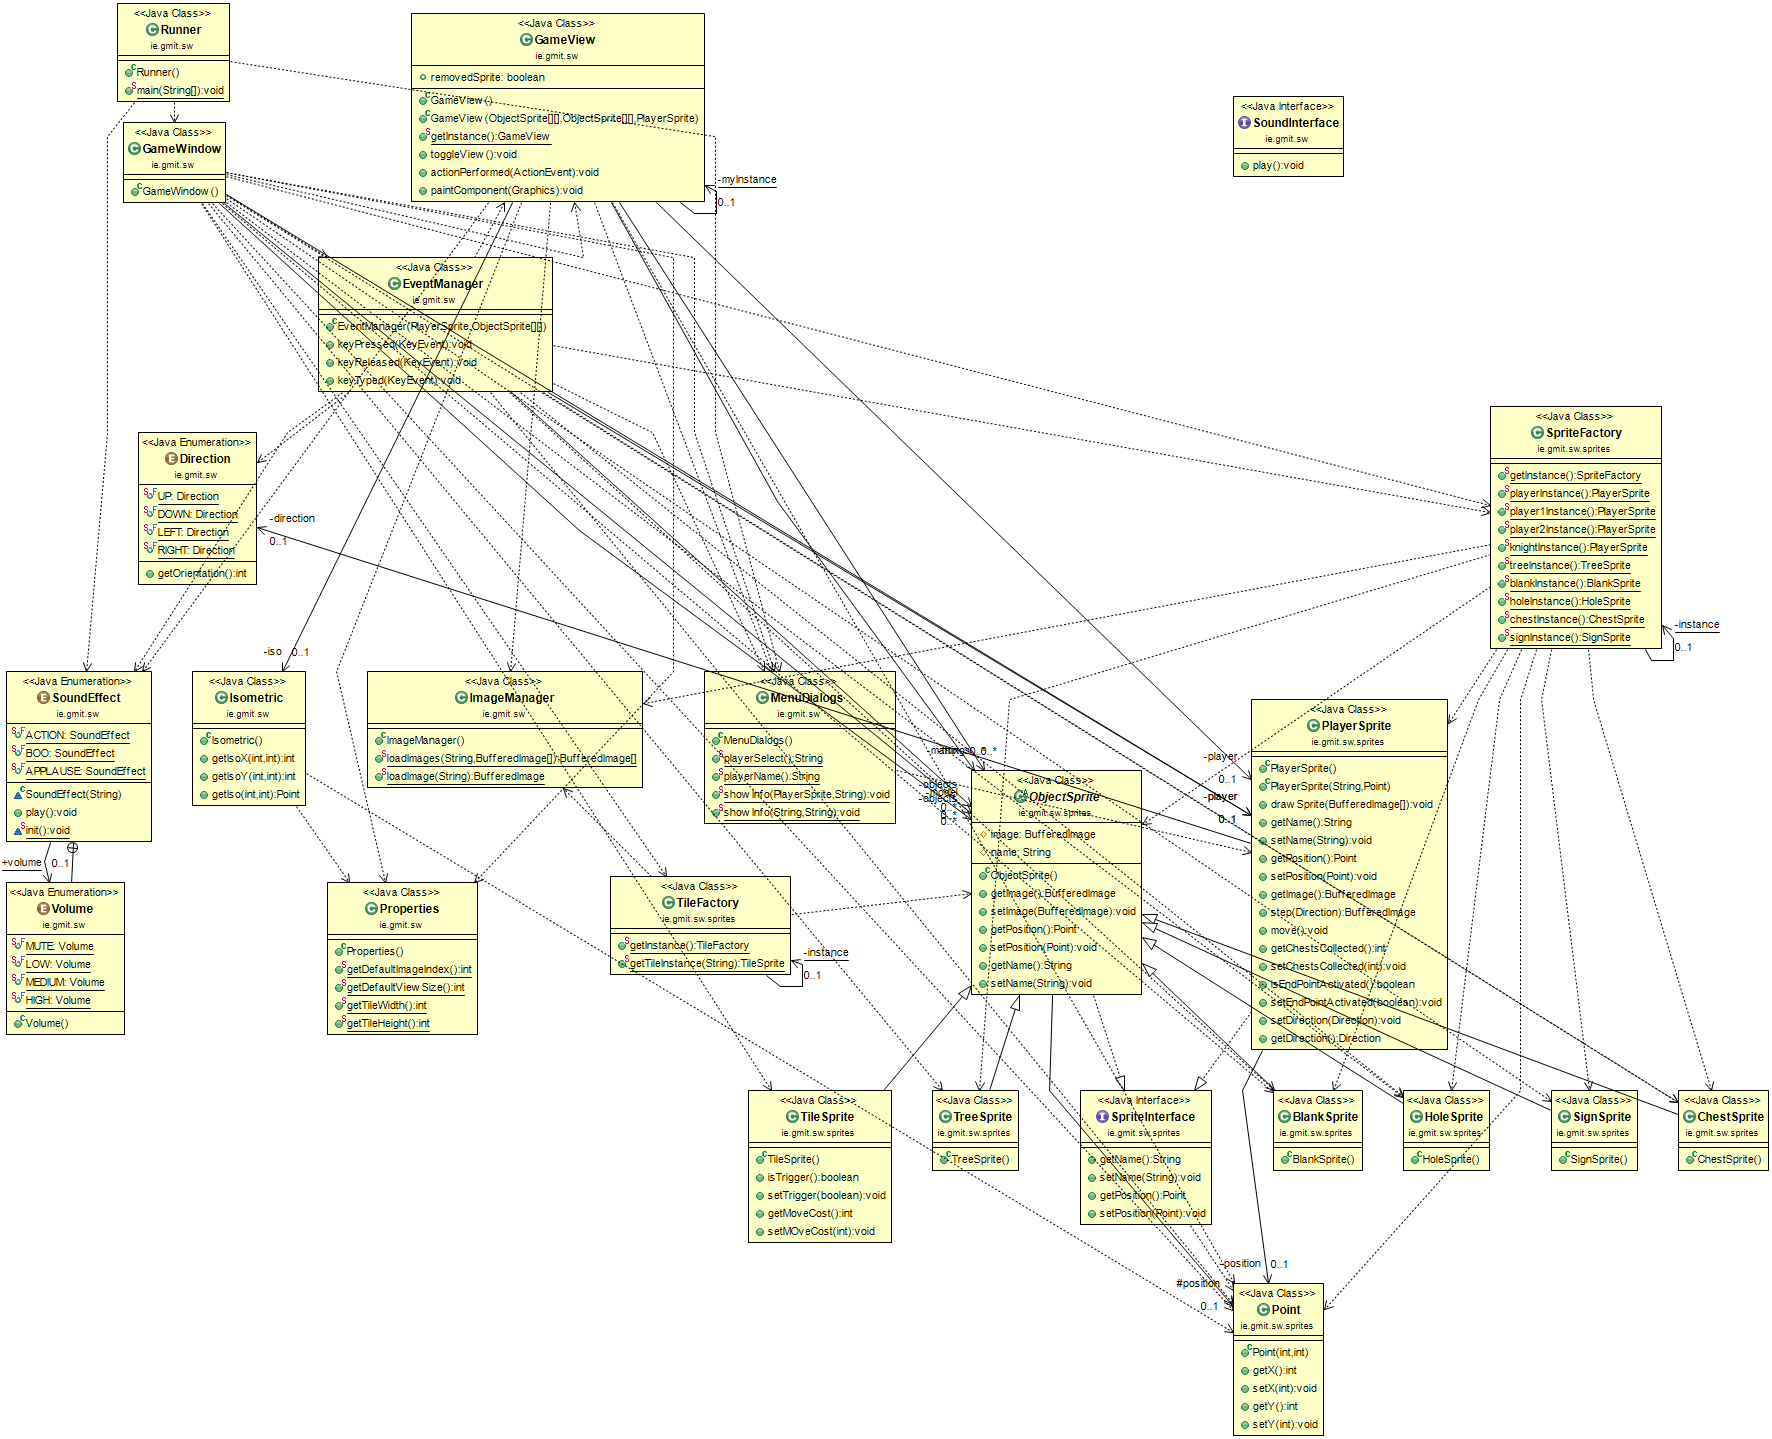 <<Java Class>>
Runner
ie.gmit.sw
Runner()
main(String[]):void
<<Java Class>>
GameView
ie.gmit.sw
removedSprite: boolean
GameView()
GameView(ObjectSprite[][],ObjectSprite[][],PlayerSprite)
getInstance():GameView
toggleView():void
actionPerformed(ActionEvent):void
paintComponent(Graphics):void
-myInstance
0..1
<<Java Interface>>
SoundInterface
ie.gmit.sw
play():void
<<Java Class>>
GameWindow
ie.gmit.sw
GameWindow()
<<Java Class>>
EventManager
ie.gmit.sw
EventManager(PlayerSprite,ObjectSprite[][])
keyPressed(KeyEvent):void
keyReleased(KeyEvent):void
keyTyped(KeyEvent):void
<<Java Enumeration>>
Direction
ie.gmit.sw
UP: Direction
DOWN: Direction
LEFT: Direction
RIGHT: Direction
getOrientation():int
-direction
0..1
<<Java Class>>
SpriteFactory
ie.gmit.sw.sprites
getInstance():SpriteFactory
playerInstance():PlayerSprite
player1Instance():PlayerSprite
player2Instance():PlayerSprite
knightInstance():PlayerSprite
treeInstance():TreeSprite
blankInstance():BlankSprite
holeInstance():HoleSprite
chestInstance():ChestSprite
signInstance():SignSprite
-instance
0..1
<<Java Enumeration>>
SoundEffect
ie.gmit.sw
ACTION: SoundEffect
BOO: SoundEffect
APPLAUSE: SoundEffect
SoundEffect(String)
play():void
init():void
+volume
0..1
-iso
0..1
<<Java Class>>
Isometric
ie.gmit.sw
Isometric()
getIsoX(int,int):int
getIsoY(int,int):int
getIso(int,int):Point
<<Java Class>>
ImageManager
ie.gmit.sw
ImageManager()
loadImages(String,BufferedImage[]):BufferedImage[]
loadImage(String):BufferedImage
<<Java Class>>
MenuDialogs
ie.gmit.sw
MenuDialogs()
playerSelect():String
playerName():String
showInfo(PlayerSprite,String):void
showInfo(String,String):void
0..*
-objects
-model
-objects
0..*
0..*
<<Java Class>>
ObjectSprite
ie.gmit.sw.sprites
image: BufferedImage
name: String
ObjectSprite()
getImage():BufferedImage
setImage(BufferedImage):void
getPosition():Point
setPosition(Point):void
getName():String
setName(String):void
-player
0..1
-player
0..1
<<Java Class>>
PlayerSprite
ie.gmit.sw.sprites
PlayerSprite()
PlayerSprite(String,Point)
drawSprite(BufferedImage[]):void
getName():String
setName(String):void
getPosition():Point
setPosition(Point):void
getImage():BufferedImage
step(Direction):BufferedImage
move():void
getChestsCollected():int
setChestsCollected(int):void
isEndPointActivated():boolean
setEndPointActivated(boolean):void
setDirection(Direction):void
getDirection():Direction
<<Java Enumeration>>
Volume
ie.gmit.sw
MUTE: Volume
LOW: Volume
MEDIUM: Volume
HIGH: Volume
Volume()
<<Java Class>>
Properties
ie.gmit.sw
Properties()
getDefaultImageIndex():int
getDefaultViewSize():int
getTileWidth():int
getTileHeight():int
<<Java Class>>
TileFactory
ie.gmit.sw.sprites
getInstance():TileFactory
getTileInstance(String):TileSprite
-instance
0..1
<<Java Class>>
TileSprite
ie.gmit.sw.sprites
TileSprite()
isTrigger():boolean
setTrigger(boolean):void
getMoveCost():int
setMOveCost(int):void
<<Java Class>>
TreeSprite
ie.gmit.sw.sprites
TreeSprite()
<<Java Interface>>
SpriteInterface
ie.gmit.sw.sprites
getName():String
setName(String):void
getPosition():Point
setPosition(Point):void
<<Java Class>>
BlankSprite
ie.gmit.sw.sprites
BlankSprite()
<<Java Class>>
HoleSprite
ie.gmit.sw.sprites
HoleSprite()
<<Java Class>>
SignSprite
ie.gmit.sw.sprites
SignSprite()
<<Java Class>>
ChestSprite
ie.gmit.sw.sprites
ChestSprite()
-position
0..1
#position
0..1
<<Java Class>>
Point
ie.gmit.sw.sprites
Point(int,int)
getX():int
setX(int):void
getY():int
setY(int):void